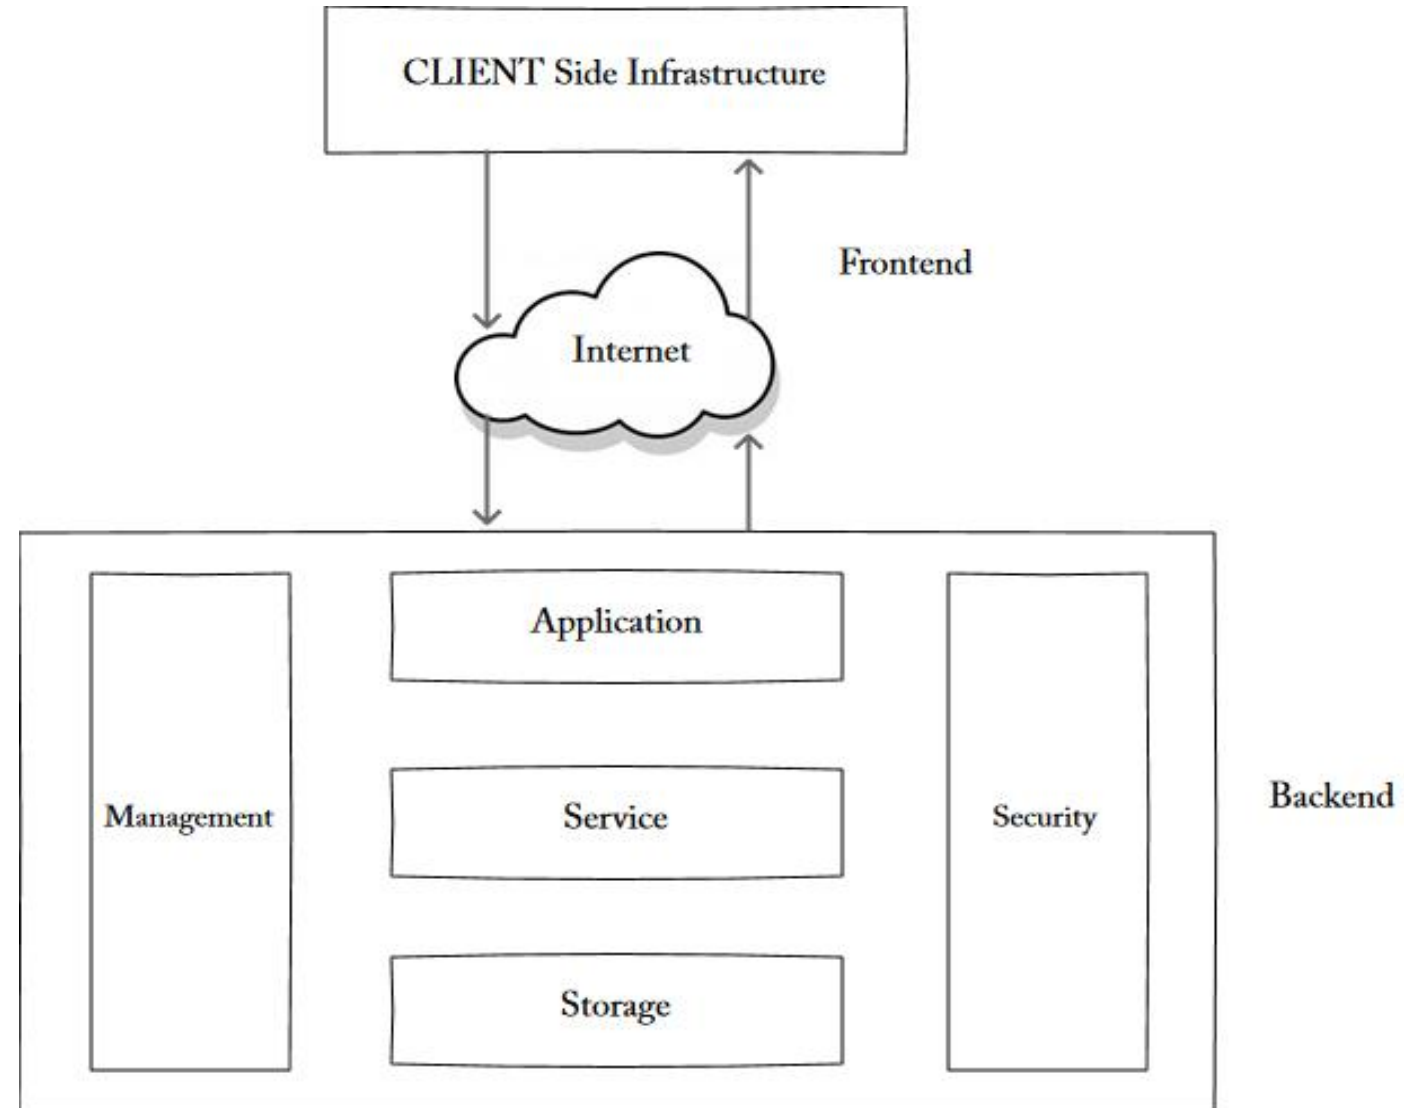 CLIENT Side Infrastructure
Frontend
Internet
Application
Management
Service
Security
Backend
Storage